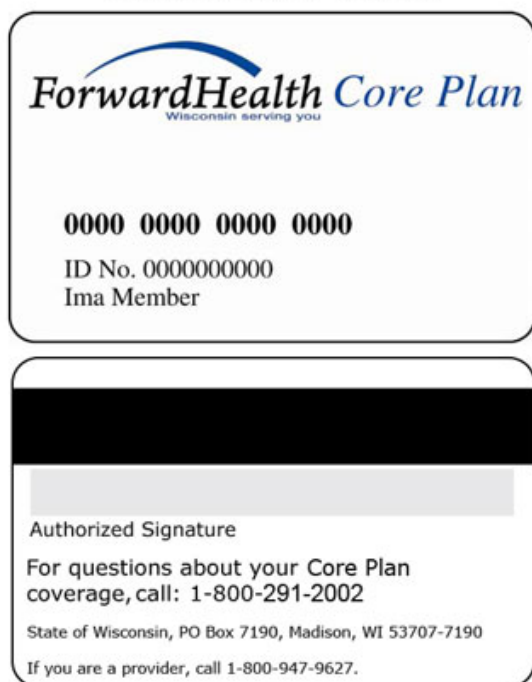 ForwardHealth Core Plan
Wisconsin serving you
0000 0000 0000 0000
ID No. 0000000000
Ima Member
Authorized Signature
For questions about your Core Plan
coverage, call: 1-800-291-2002
State of Wisconsin, PO Box 7190, Madison, WI 53707-7190
If you are a provider, call 1-800-947-9627.